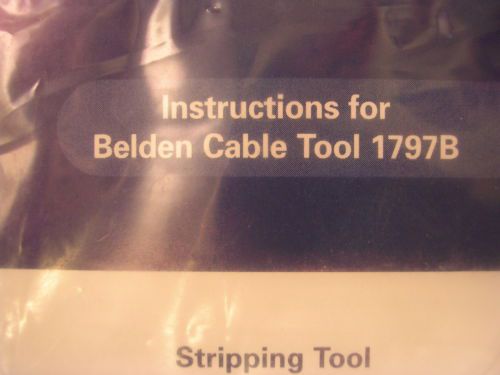 Instructions for
Belden Cable Tool 1797B
Stripping Tool